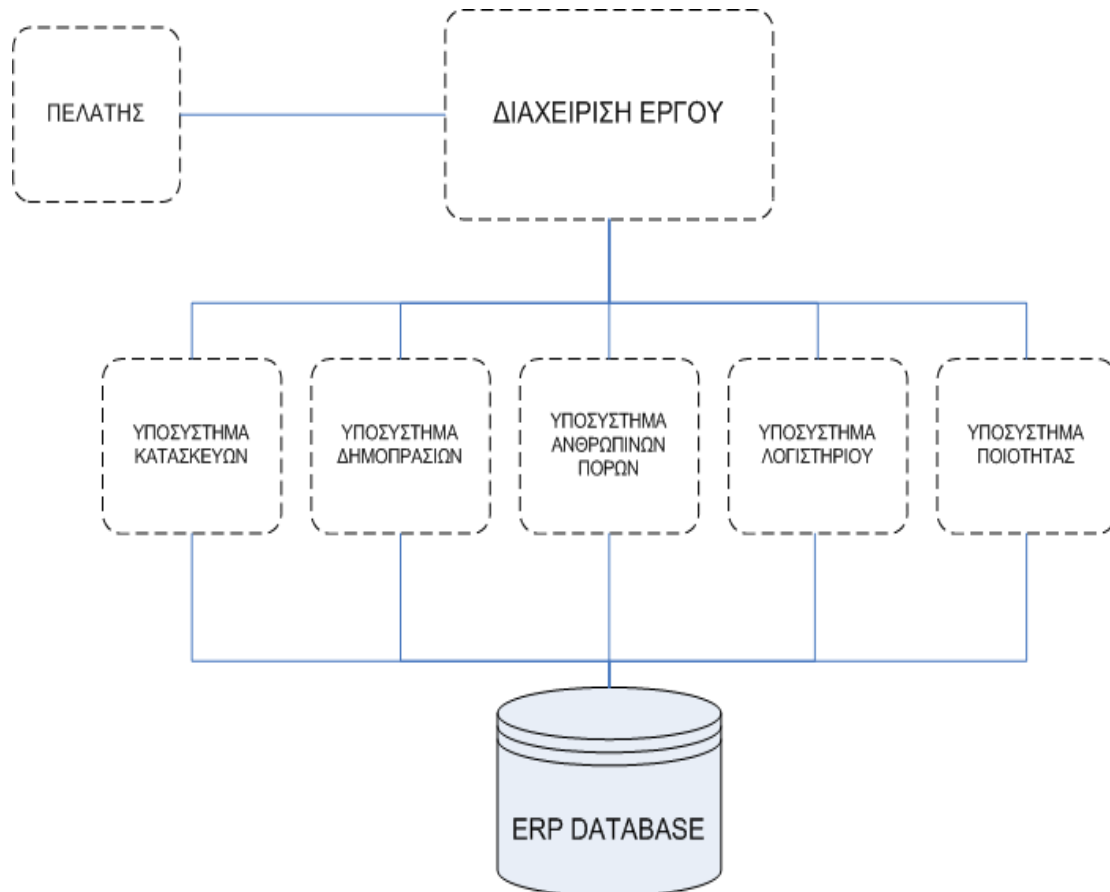 ΠΕΛΑΤΗΣ
ΔΙΑΧΕΙΡΙΣΗ ΕΡΓΟΥ
ΥΠΟΣΥΣΤΗΜΑ
ΚΑΤΑΣΚΕΥΩΝ
ΥΠΟΣΥΣΤΗΜΑ
ΔΗΜΟΠΡΑΣΙΩΝ
ΥΠΟΣΥΣΤΗΜΑ
ΑΝΘΡΩΠΙΝΩΝ
ΠΟΡΩΝ
ΥΠΟΣΥΣΤΗΜΑ
ΛΟΓΙΣΤΗΡΙΟΥ
ΥΠΟΣΥΣΤΗΜΑ
ΠΟΙΟΤΗΤΑΣ
ERP DATABASE